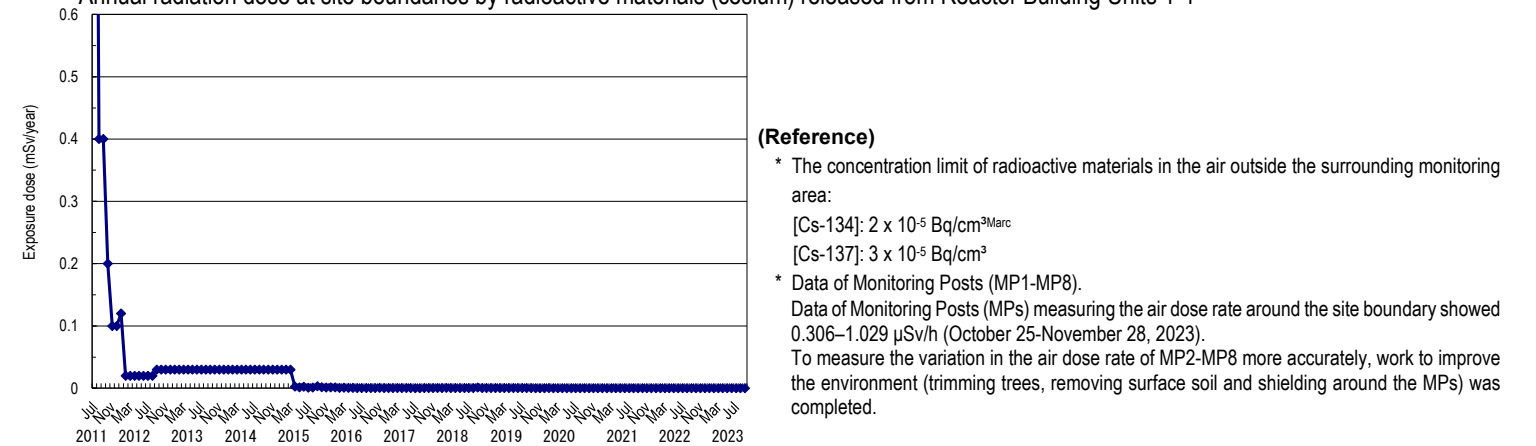 Annual radiation dose at site boundaries by radioactive materials (cesium) released from Reactor Building Units 1-4
0.6
0.5
0.4
0.3
0.2
0.1
0
Exposure dose (mSv/year)
Jul Nov Mar Jul Nov Mar Jul Nov Mar Jul Nov Mar Jul Nov Mar Jul Nov Mar Jul Nov Mar Jul Nov Mar Jul Nov Mar Jul Nov Mar Jul Nov Mar Jul Nov Mar Jul
2011 2012 2013 2014 2015 2016 2017 2018 2019 2020 2021 2022 2023
(Reference)
* The concentration limit of radioactive materials in the air outside the surrounding monitoring
area:
[Cs-134]: 2 x 10-5 Bq/cm³Marc
[Cs-137]: 3 x 10-5 Bq/cm³
* Data of Monitoring Posts (MP1-MP8).
Data of Monitoring Posts (MPs) measuring the air dose rate around the site boundary showed
0.306–1.029 μSv/h (October 25-November 28, 2023).
To measure the variation in the air dose rate of MP2-MP8 more accurately, work to improve
the environment (trimming trees, removing surface soil and shielding around the MPs) was
completed.